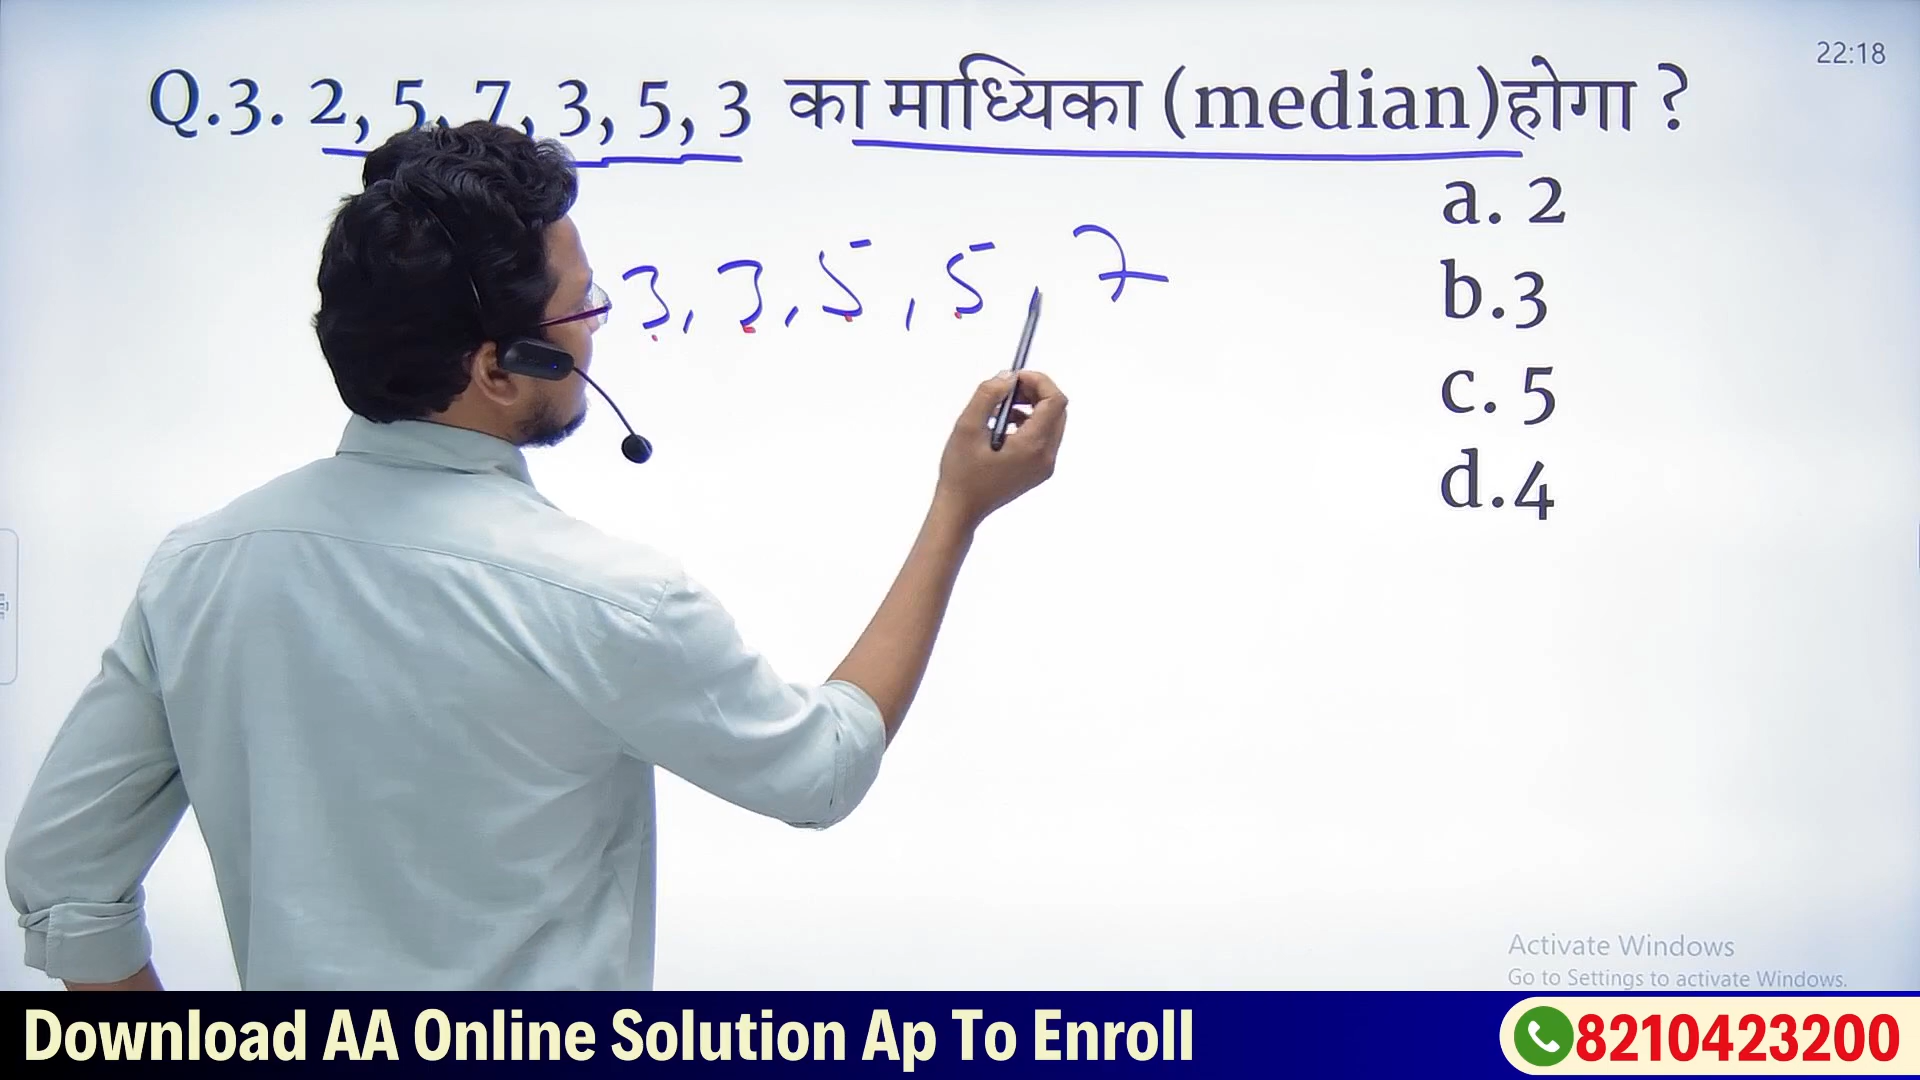 22:18
Q.3. 2, 5, 7, 3, 5, 3 का माध्यिका (median)होगा ?
a. 2
3, 3, 5, 5, 7
b.3
c. 5
d.4
Activate Windows
Go to Settings to activate Windows.
Download AA Online Solution Ap To Enroll
8210423200